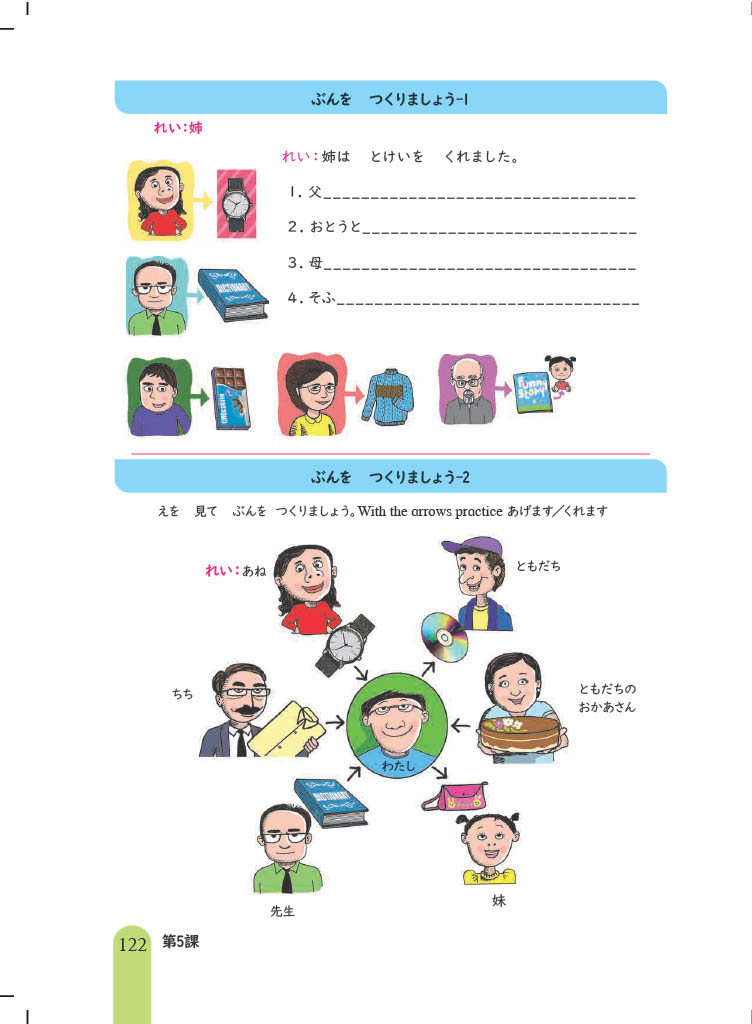 ぶんを つくりましょう-1
れい：姉
れい：姉は とけいを くれました。
1. 父_________________________________
2. おとうと_____________________________
3. 母_________________________________
4. そふ________________________________
DICTIONARY
CHOCOLATE
Funny
Story
ぶんを つくりましょう-2
えを 見て ぶんを つくりましょう。With the arrows practice あげます／くれます
れい：あね
ともだち
ちち
ともだちの
おかあさん
わたし
DICTIONARY
先生
妹
122 第5課